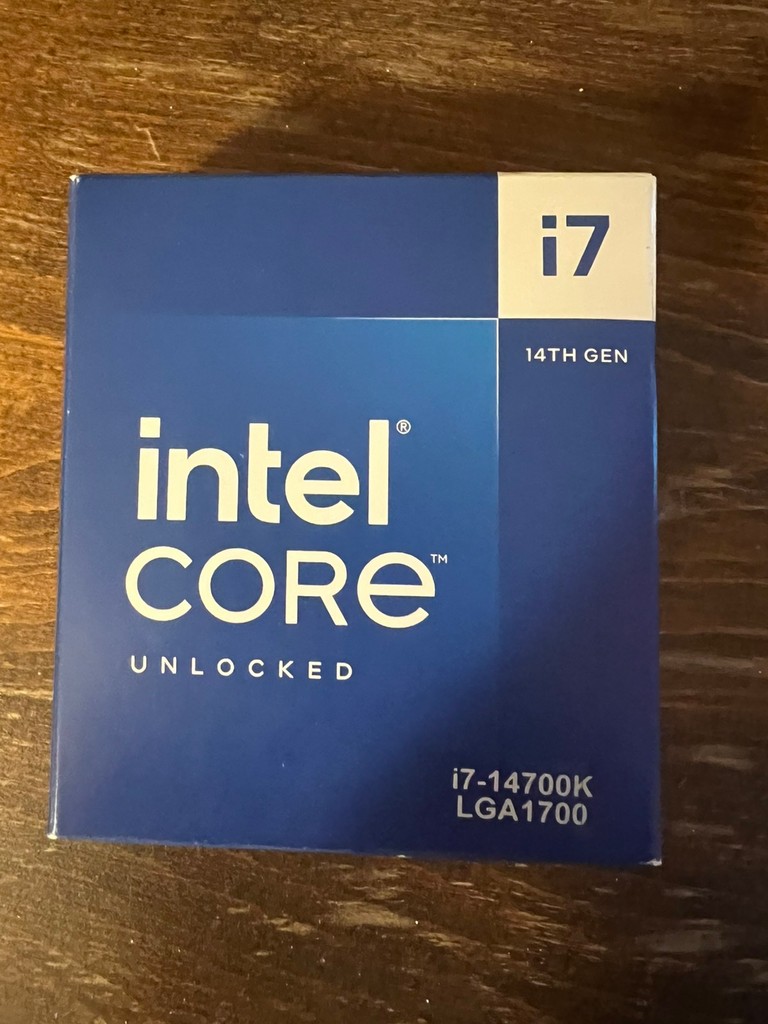 i7
14TH GEN
intel®
CORe™
UNLOCKED
i7-14700K
LGA1700